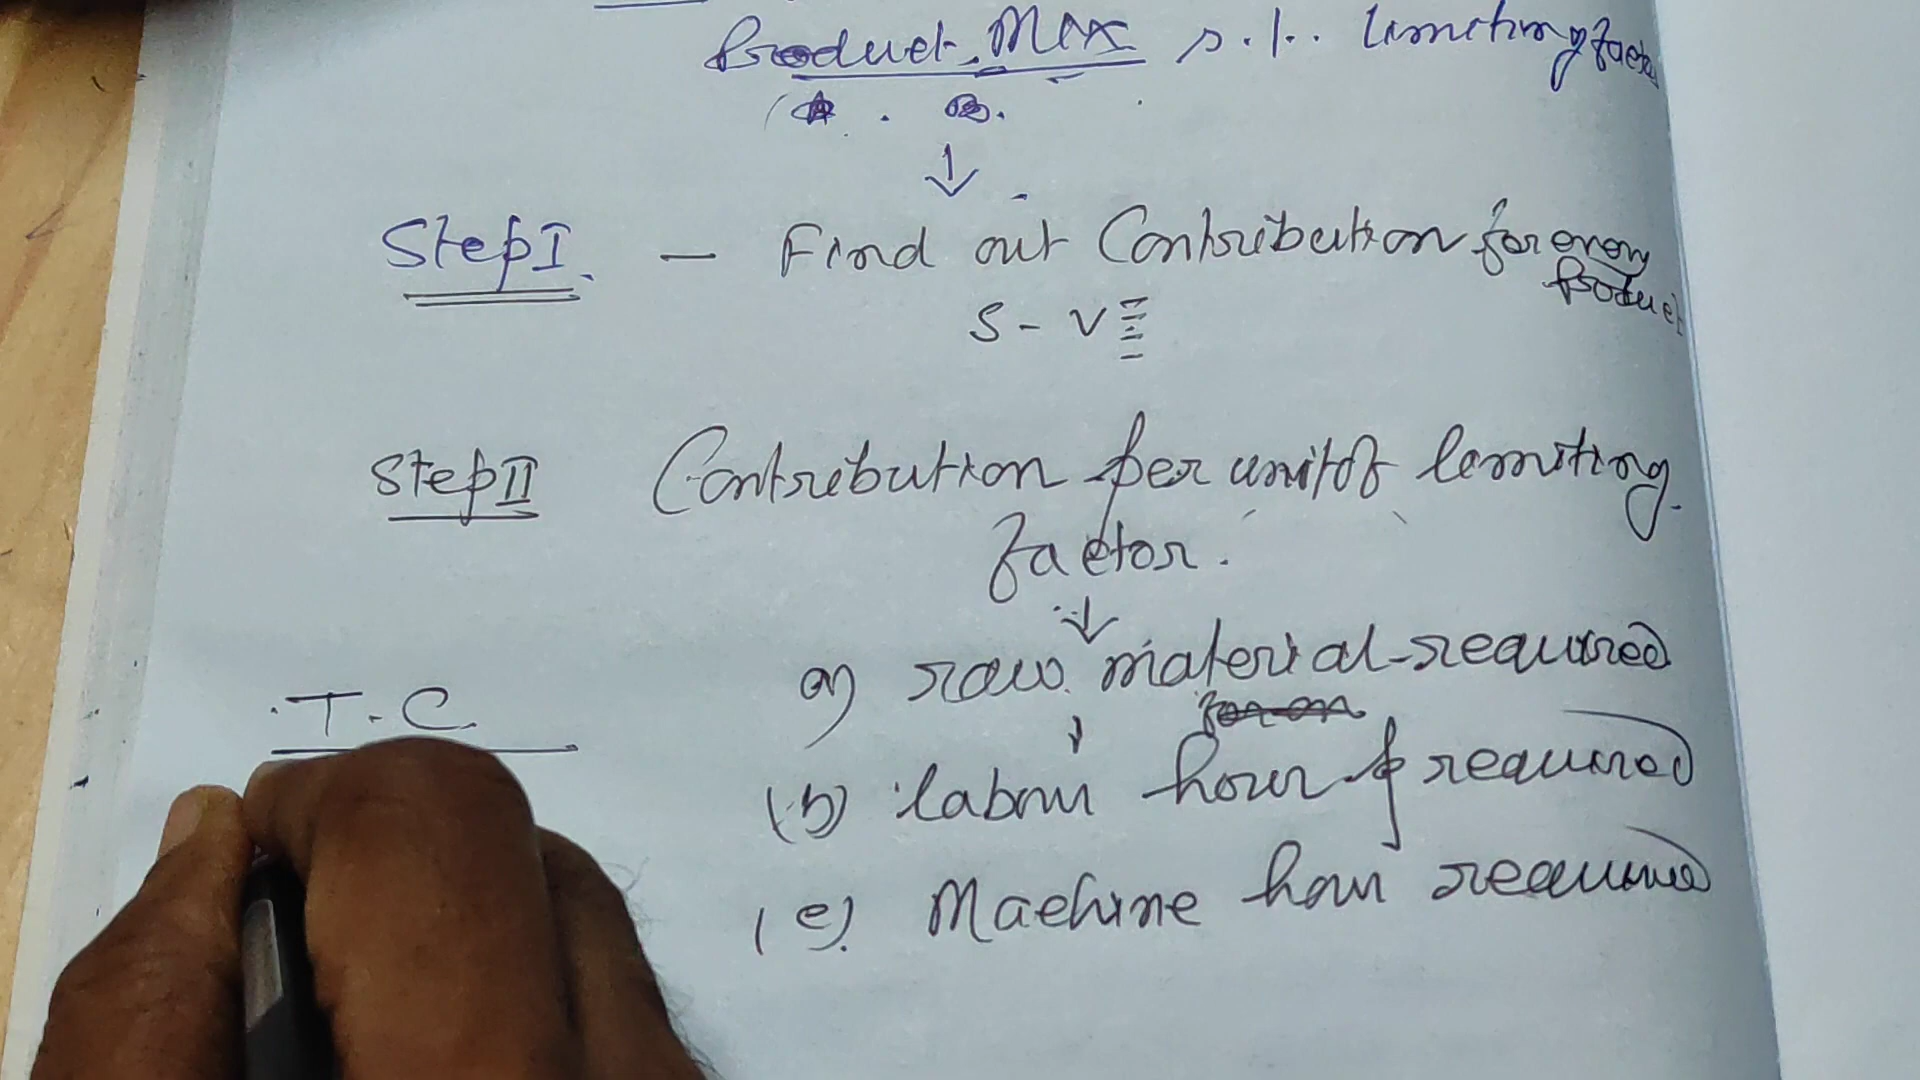 Product Mix s.t. limiting factor
A . B.
Step I. - Find out Contribution for every Product
S - V
Step II Contribution per unit of limiting
factor.
a) raw material required
(b) labour hour required
T.C
(c). Machine hour required